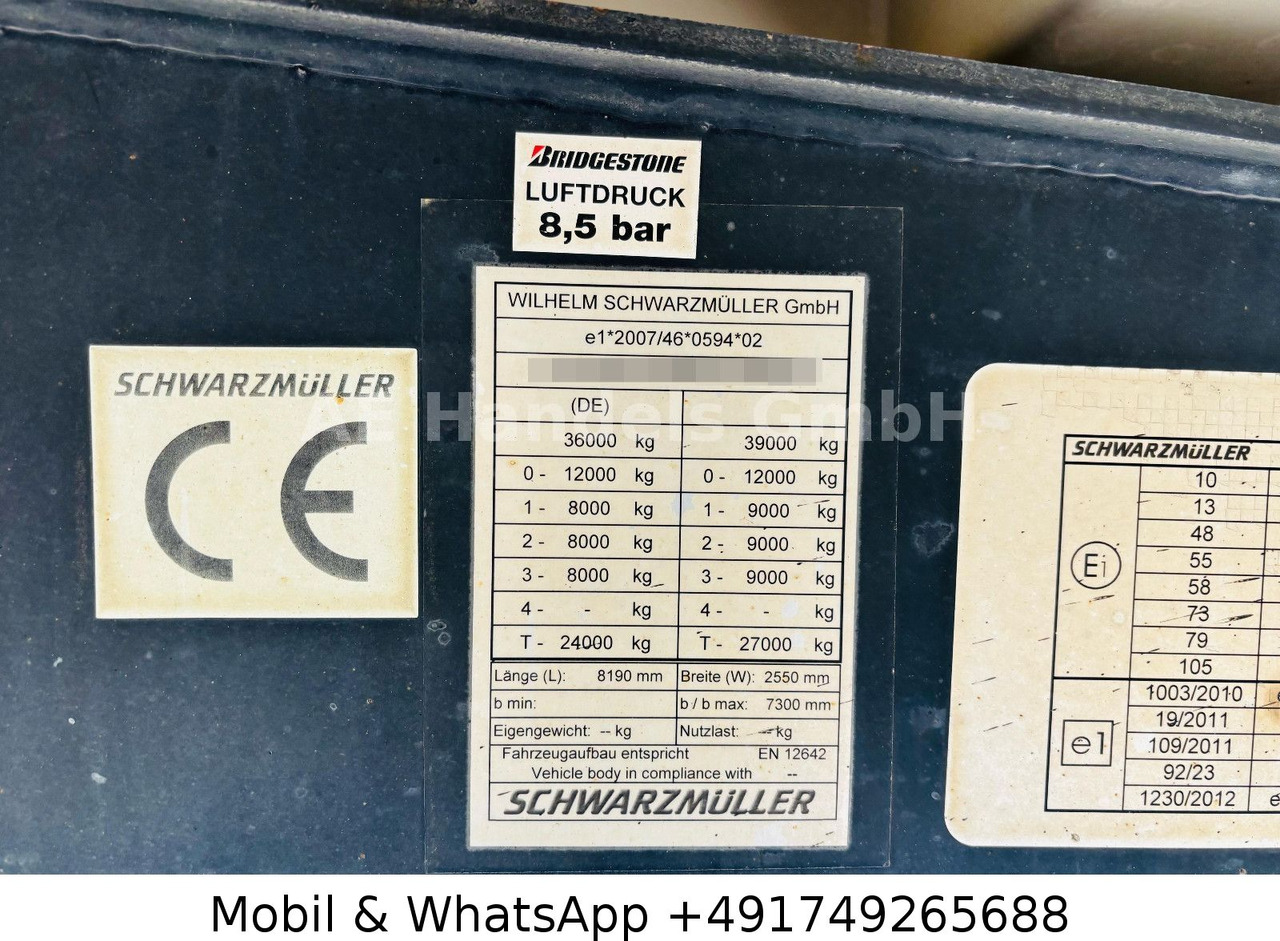 BRIDGESTONE
LUFTDRUCK
8,5 bar
SCHWARZMÜLLER
CE
WILHELM SCHWARZMÜLLER GmbH
e1*2007/46*0594*02
(DE)
36000 kg 39000 kg
0 - 12000 kg 0 - 12000 kg
1 - 8000 kg 1 - 9000 kg
2 - 8000 kg 2 - 9000 kg
3 - 8000 kg 3 - 9000 kg
4 - - kg 4 - - kg
T - 24000 kg T - 27000 kg
Länge (L): 8190 mm Breite (W): 2550 mm
b min: b / b max: 7300 mm
Eigengewicht: -- kg Nutzlast: -- kg
Fahrzeugaufbau entspricht EN 12642
Vehicle body in compliance with --
SCHWARZMÜLLER
SCHWARZMÜLLER
E1
10
13
48
55
58
73
79
105
e1
1003/2010
19/2011
109/2011
92/23
1230/2012
AE Handels GmbH
Mobil & WhatsApp +491749265688